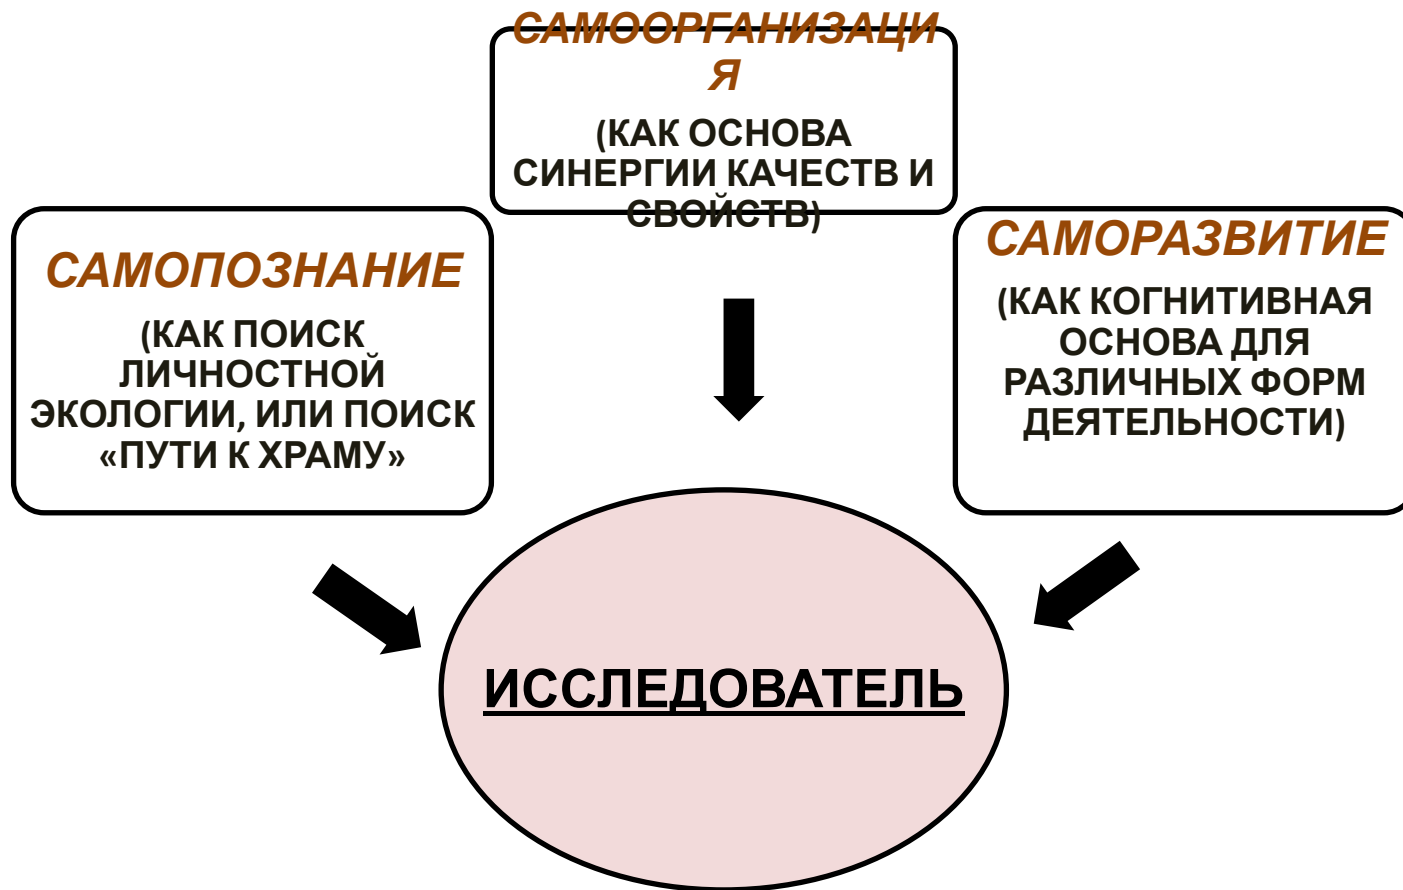 САМООРГАНИЗАЦИ
Я
(КАК ОСНОВА
СИНЕРГИИ КАЧЕСТВ И
СВОЙСТВ)
САМОПОЗНАНИЕ
(КАК ПОИСК
ЛИЧНОСТНОЙ
ЭКОЛОГИИ, ИЛИ ПОИСК
«ПУТИ К ХРАМУ»
САМОРАЗВИТИЕ
(КАК КОГНИТИВНАЯ
ОСНОВА ДЛЯ
РАЗЛИЧНЫХ ФОРМ
ДЕЯТЕЛЬНОСТИ)
ИССЛЕДОВАТЕЛЬ